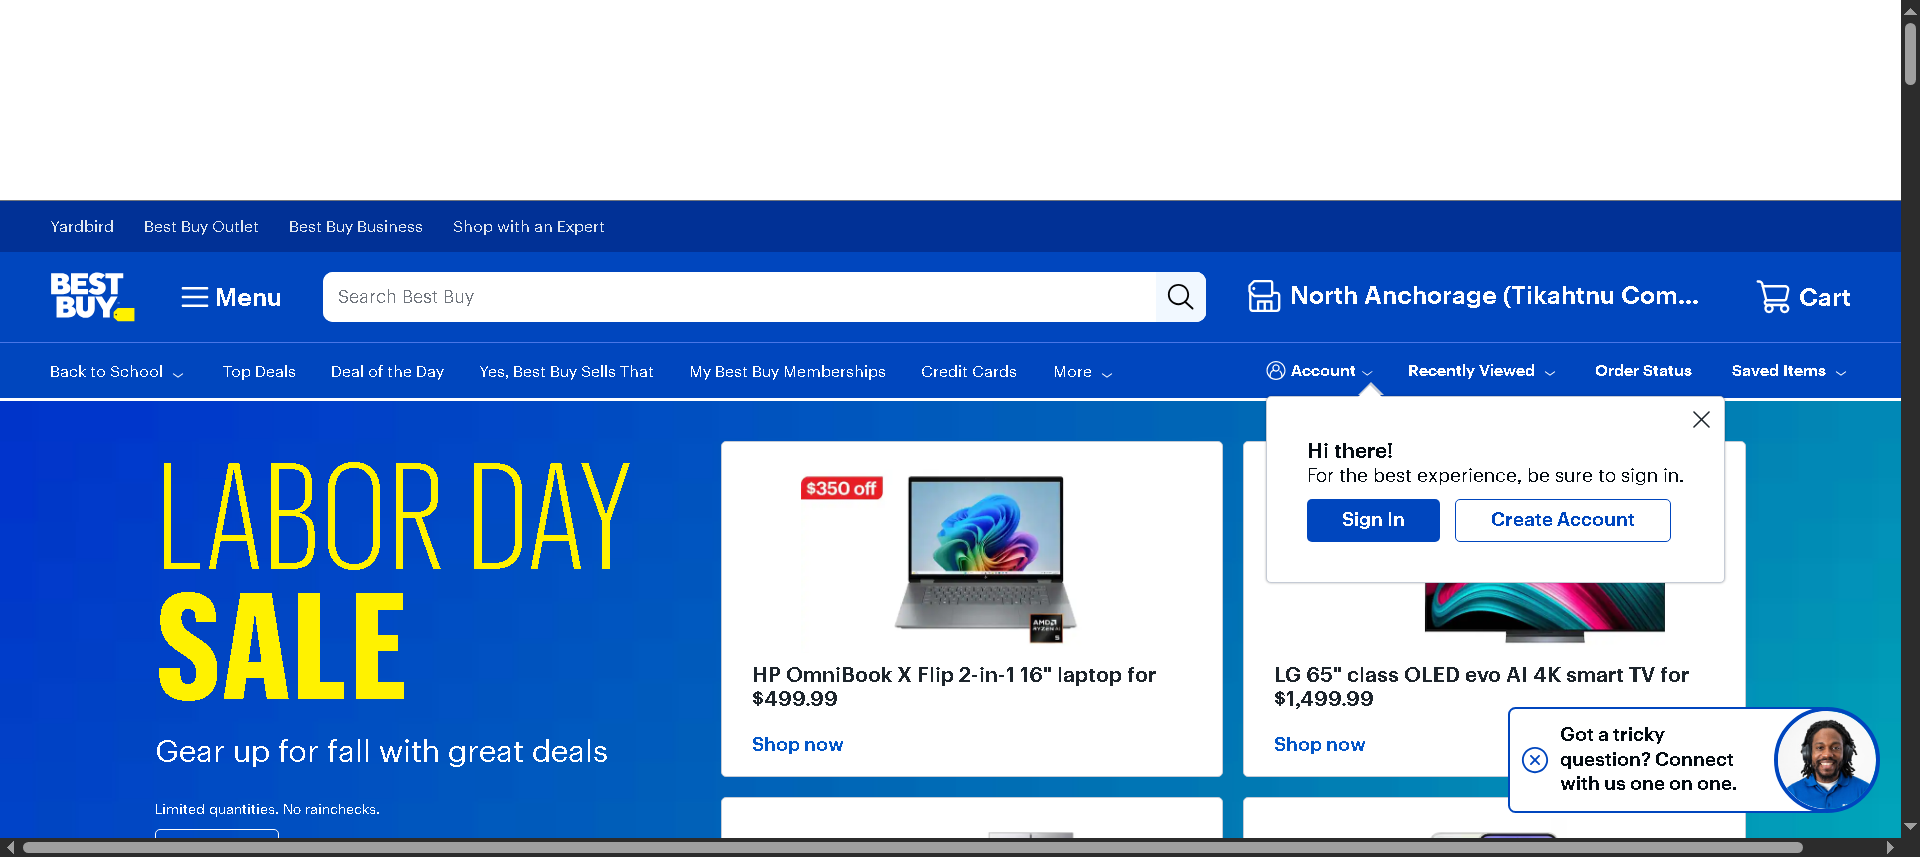 Yardbird
Best Buy Outlet
Best Buy Business
Shop with an Expert
BEST
BUY
Menu
Search Best Buy
North Anchorage (Tikahtnu Com...
Cart
Back to School
Top Deals
Deal of the Day
Yes, Best Buy Sells That
My Best Buy Memberships
Credit Cards
More
Account
Recently Viewed
Order Status
Saved Items
Hi there!
For the best experience, be sure to sign in.
Sign In
Create Account
LABOR DAY
SALE
Gear up for fall with great deals
Limited quantities. No rainchecks.
$350 off
AMD
RYZEN AI
5
HP OmniBook X Flip 2-in-1 16" laptop for
$499.99
Shop now
LG 65" class OLED evo AI 4K smart TV for
$1,499.99
Shop now
Got a tricky
question? Connect
with us one on one.